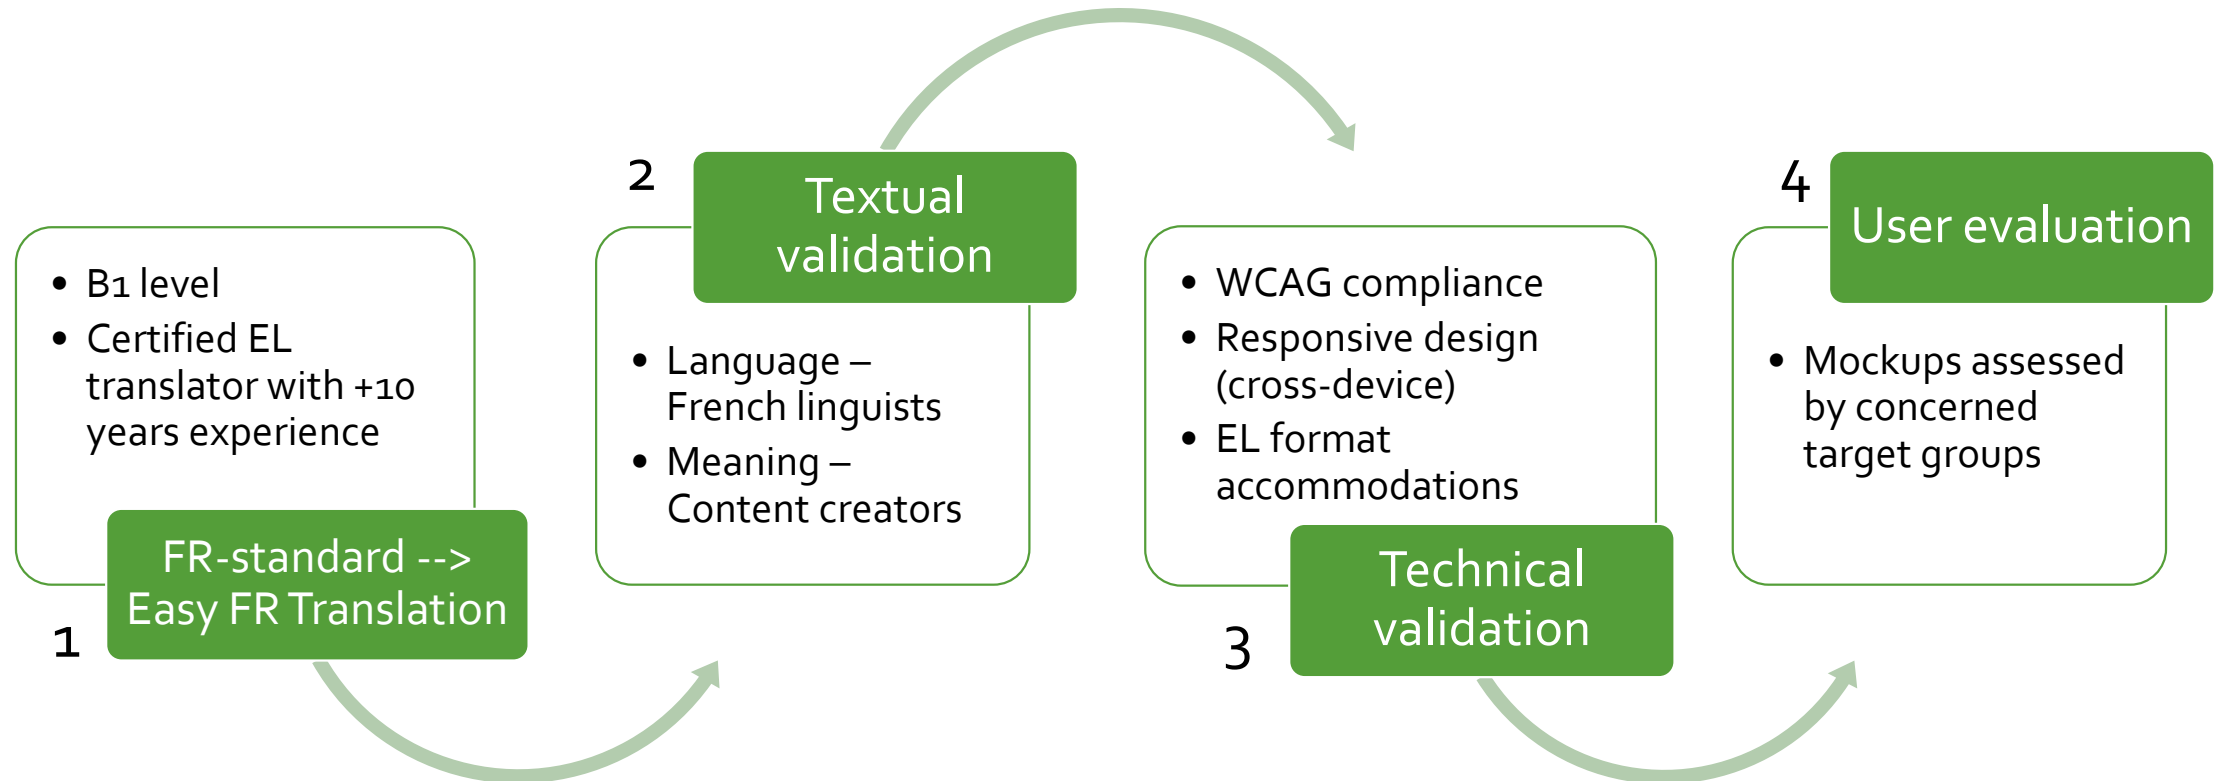 1
FR-standard -->
Easy FR Translation
• B1 level
• Certified EL
translator with +10
years experience
2
Textual
validation
• Language –
French linguists
• Meaning –
Content creators
3
Technical
validation
• WCAG compliance
• Responsive design
(cross-device)
• EL format
accommodations
4
User evaluation
• Mockups assessed
by concerned
target groups